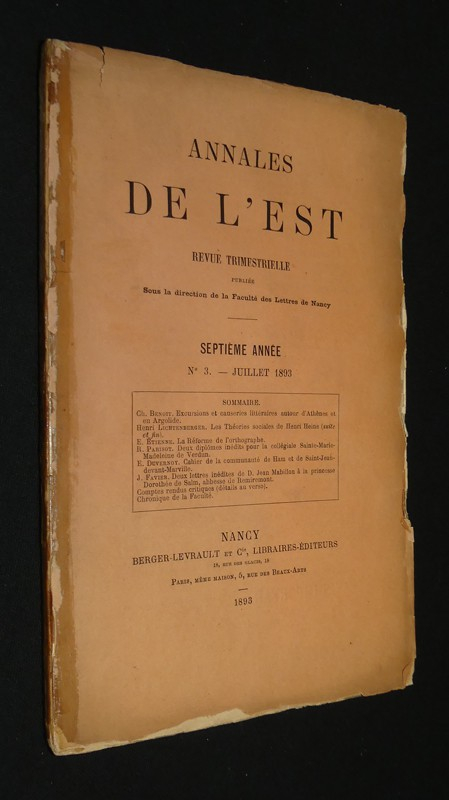 ANNALES
DE L'EST
REVUE TRIMESTRIELLE
PUBLIÉE
Sous la direction de la Faculté des Lettres de Nancy
SEPTIÈME ANNÉE
N° 3. — JUILLET 1893
SOMMAIRE.
Ch. BENOIT. Excursions et causeries littéraires autour d'Athènes et
en Argolide.
Henri LICHTENBERGER. Les Théories sociales de Henri Heine (suite
et fin).
E. ÉTIENNE. La Réforme de l'orthographe.
R. PARISOT. Deux diplômes inédits pour la collégiale Sainte-Marie-
Madeleine de Verdun.
E. DUVERNOY. Cahier de la communauté de Ham et de Saint-Jean-
devant-Marville.
J. FAVIER. Deux lettres inédites de D. Jean Mabillon à la princesse
Dorothée de Salm, abbesse de Remiremont.
Comptes rendus critiques (détails au verso).
Chronique de la Faculté.
NANCY
BERGER-LEVRAULT ET Cie, LIBRAIRES-ÉDITEURS
18, RUE DES GLACIS, 18
PARIS, MÊME MAISON, 5, RUE DES BEAUX-ARTS
1893